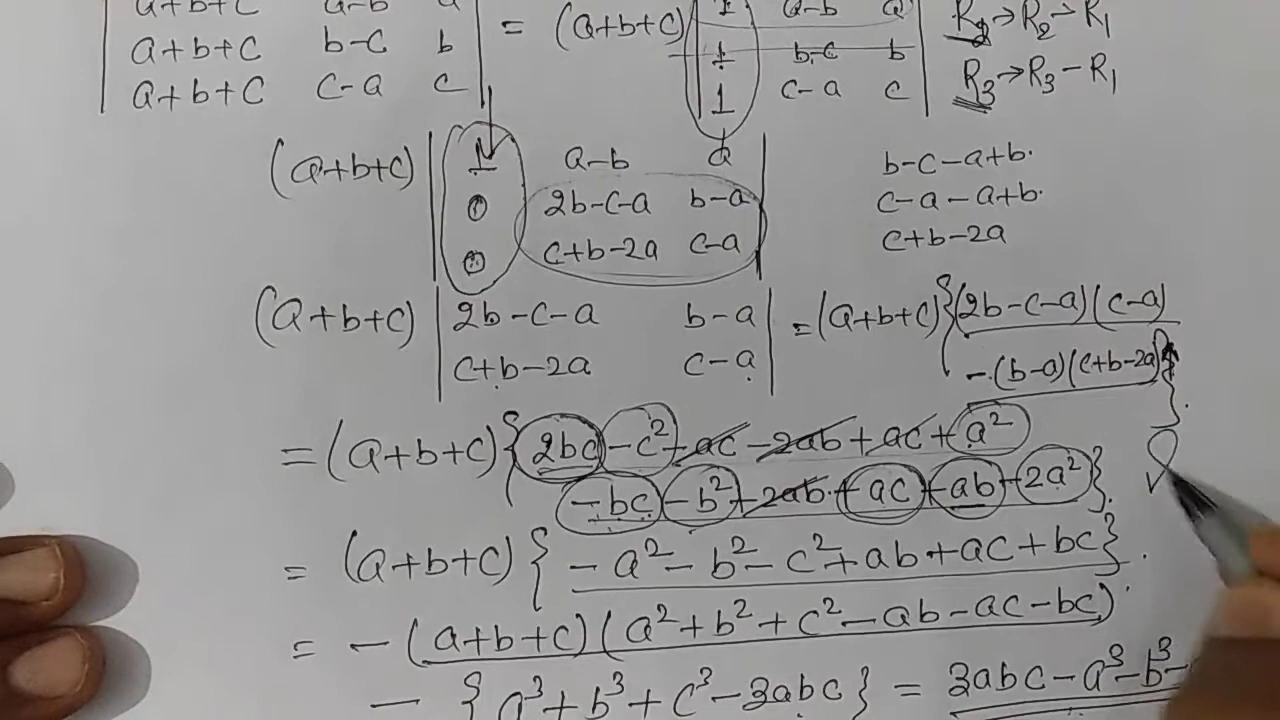 | a+b+c a-b a | = (a+b+c) | 1 a-b a | R₂→R₂-R₁
| a+b+c b-c b | | 1 b-c b | R₃→R₃-R₁
| a+b+c c-a c | | 1 c-a c |
(a+b+c) | 1 a-b a | b-c-a+b.
| 0 2b-c-a b-a | c-a-a+b.
| 0 c+b-2a c-a | c+b-2a
(a+b+c) | 2b-c-a b-a | = (a+b+c){(2b-c-a)(c-a)
| c+b-2a c-a | -(b-a)(c+b-2a)}.
= (a+b+c){2bc-c²+ac-2ab+ac+a²
-bc-b²+2ab+ac+ab-2a²}.
= (a+b+c){-a²-b²-c²+ab+ac+bc}.
= -(a+b+c)(a²+b²+c²-ab-ac-bc).
- {a³+b³+c³-3abc} = 3abc-a³-b³-